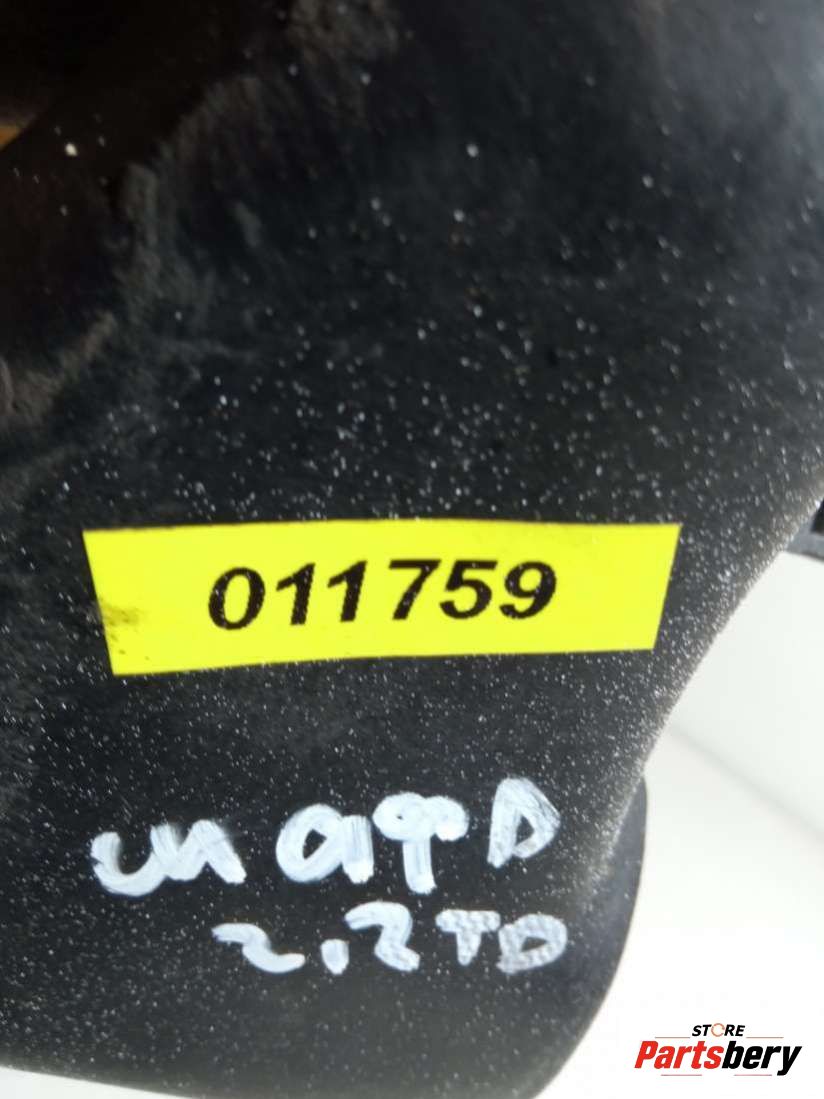 011759
2.2TD
STORE
Partsbery